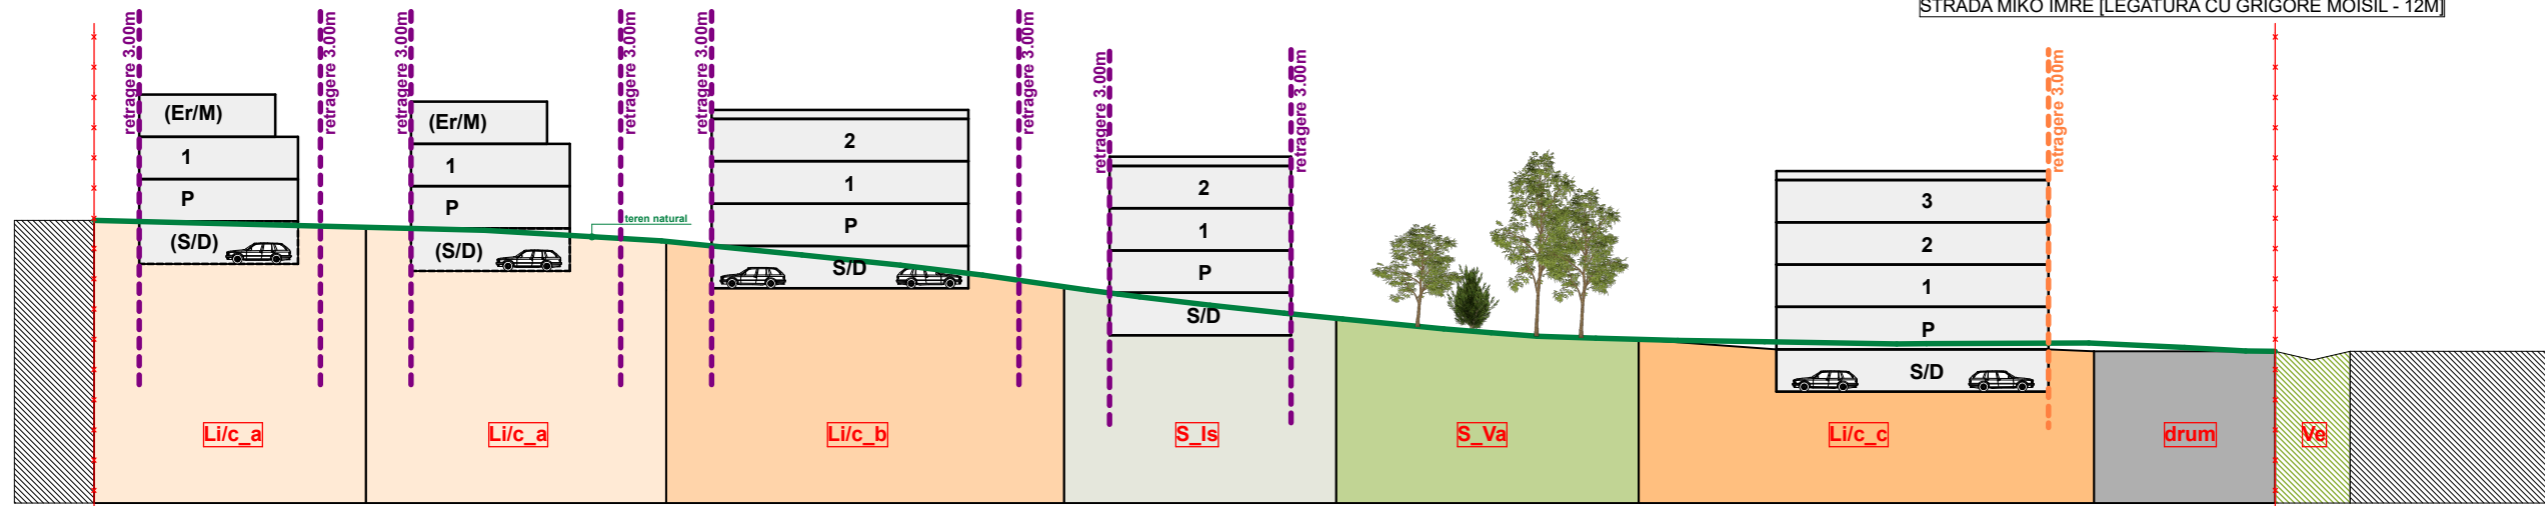 STRADA MIKO IMRE [LEGATURA CU GRIGORE MOISIL - 12M]
retragere 3.00m
retragere 3.00m
retragere 3.00m
retragere 3.00m
retragere 3.00m
retragere 3.00m
retragere 3.00m
retragere 3.00m
retragere 3.00m
(Er/M)
1
P
(S/D)
(Er/M)
1
P
(S/D)
teren natural
2
1
P
S/D
2
1
P
S/D
3
2
1
P
S/D
Li/c_a
Li/c_a
Li/c_b
S_Is
S_Va
Li/c_c
drum
Ve